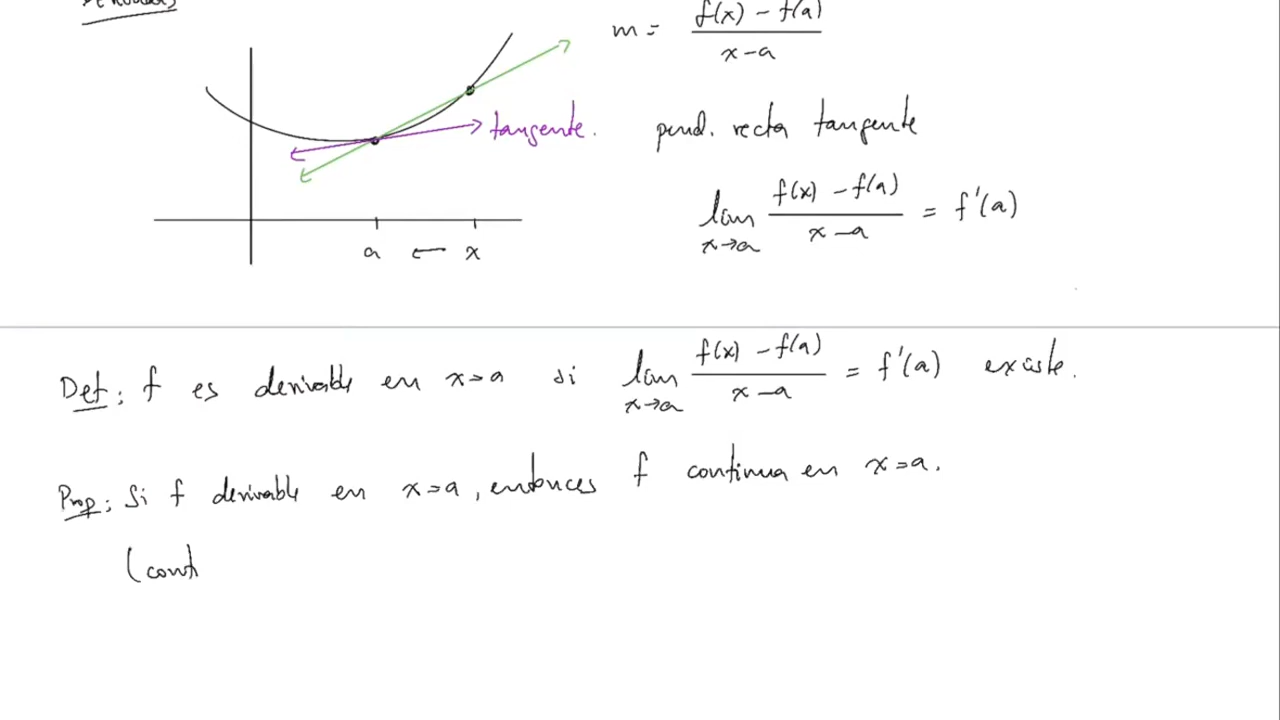 m = f(x) - f(a) / x-a
tangente.
pend. recta tangente
lim x→a f(x) - f(a) / x-a = f'(a)
a ← x
Def: f es derivable en x=a si lim x→a f(x) - f(a) / x-a = f'(a) existe.
Prop: Si f derivable en x=a, entonces f continua en x=a.
(cont